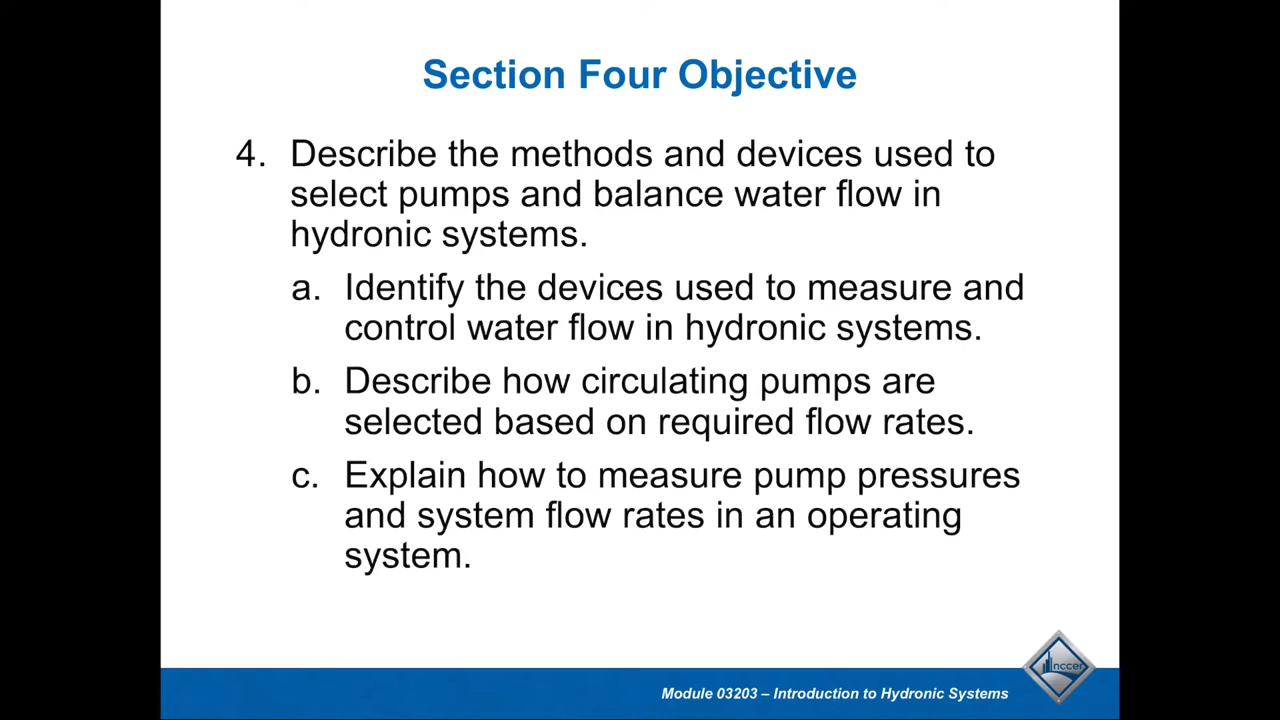 Section Four Objective
4. Describe the methods and devices used to
select pumps and balance water flow in
hydronic systems.
a. Identify the devices used to measure and
control water flow in hydronic systems.
b. Describe how circulating pumps are
selected based on required flow rates.
c. Explain how to measure pump pressures
and system flow rates in an operating
system.
nccer
Module 03203 – Introduction to Hydronic Systems